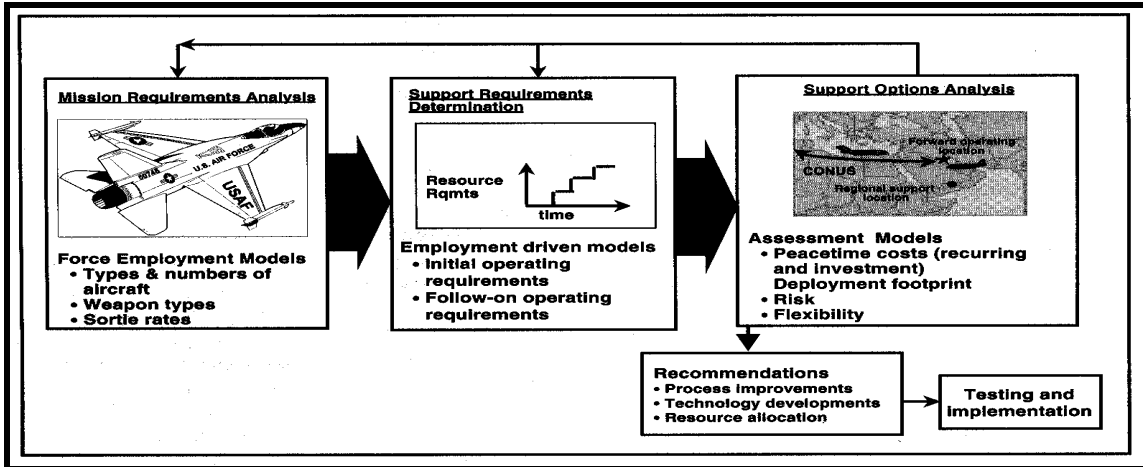 Mission Requirements Analysis
U.S. AIR FORCE
USAF
Force Employment Models
• Types & numbers of
aircraft
• Weapon types
• Sortie rates
Support Requirements
Determination
Resource
Rqmts
time
Employment driven models
• Initial operating
requirements
• Follow-on operating
requirements
Support Options Analysis
Forward operating
location
CONUS
Regional support
location
Assessment Models
• Peacetime costs (recurring
and investment)
Deployment footprint
• Risk
• Flexibility
Recommendations
• Process improvements
• Technology developments
• Resource allocation
Testing and
implementation